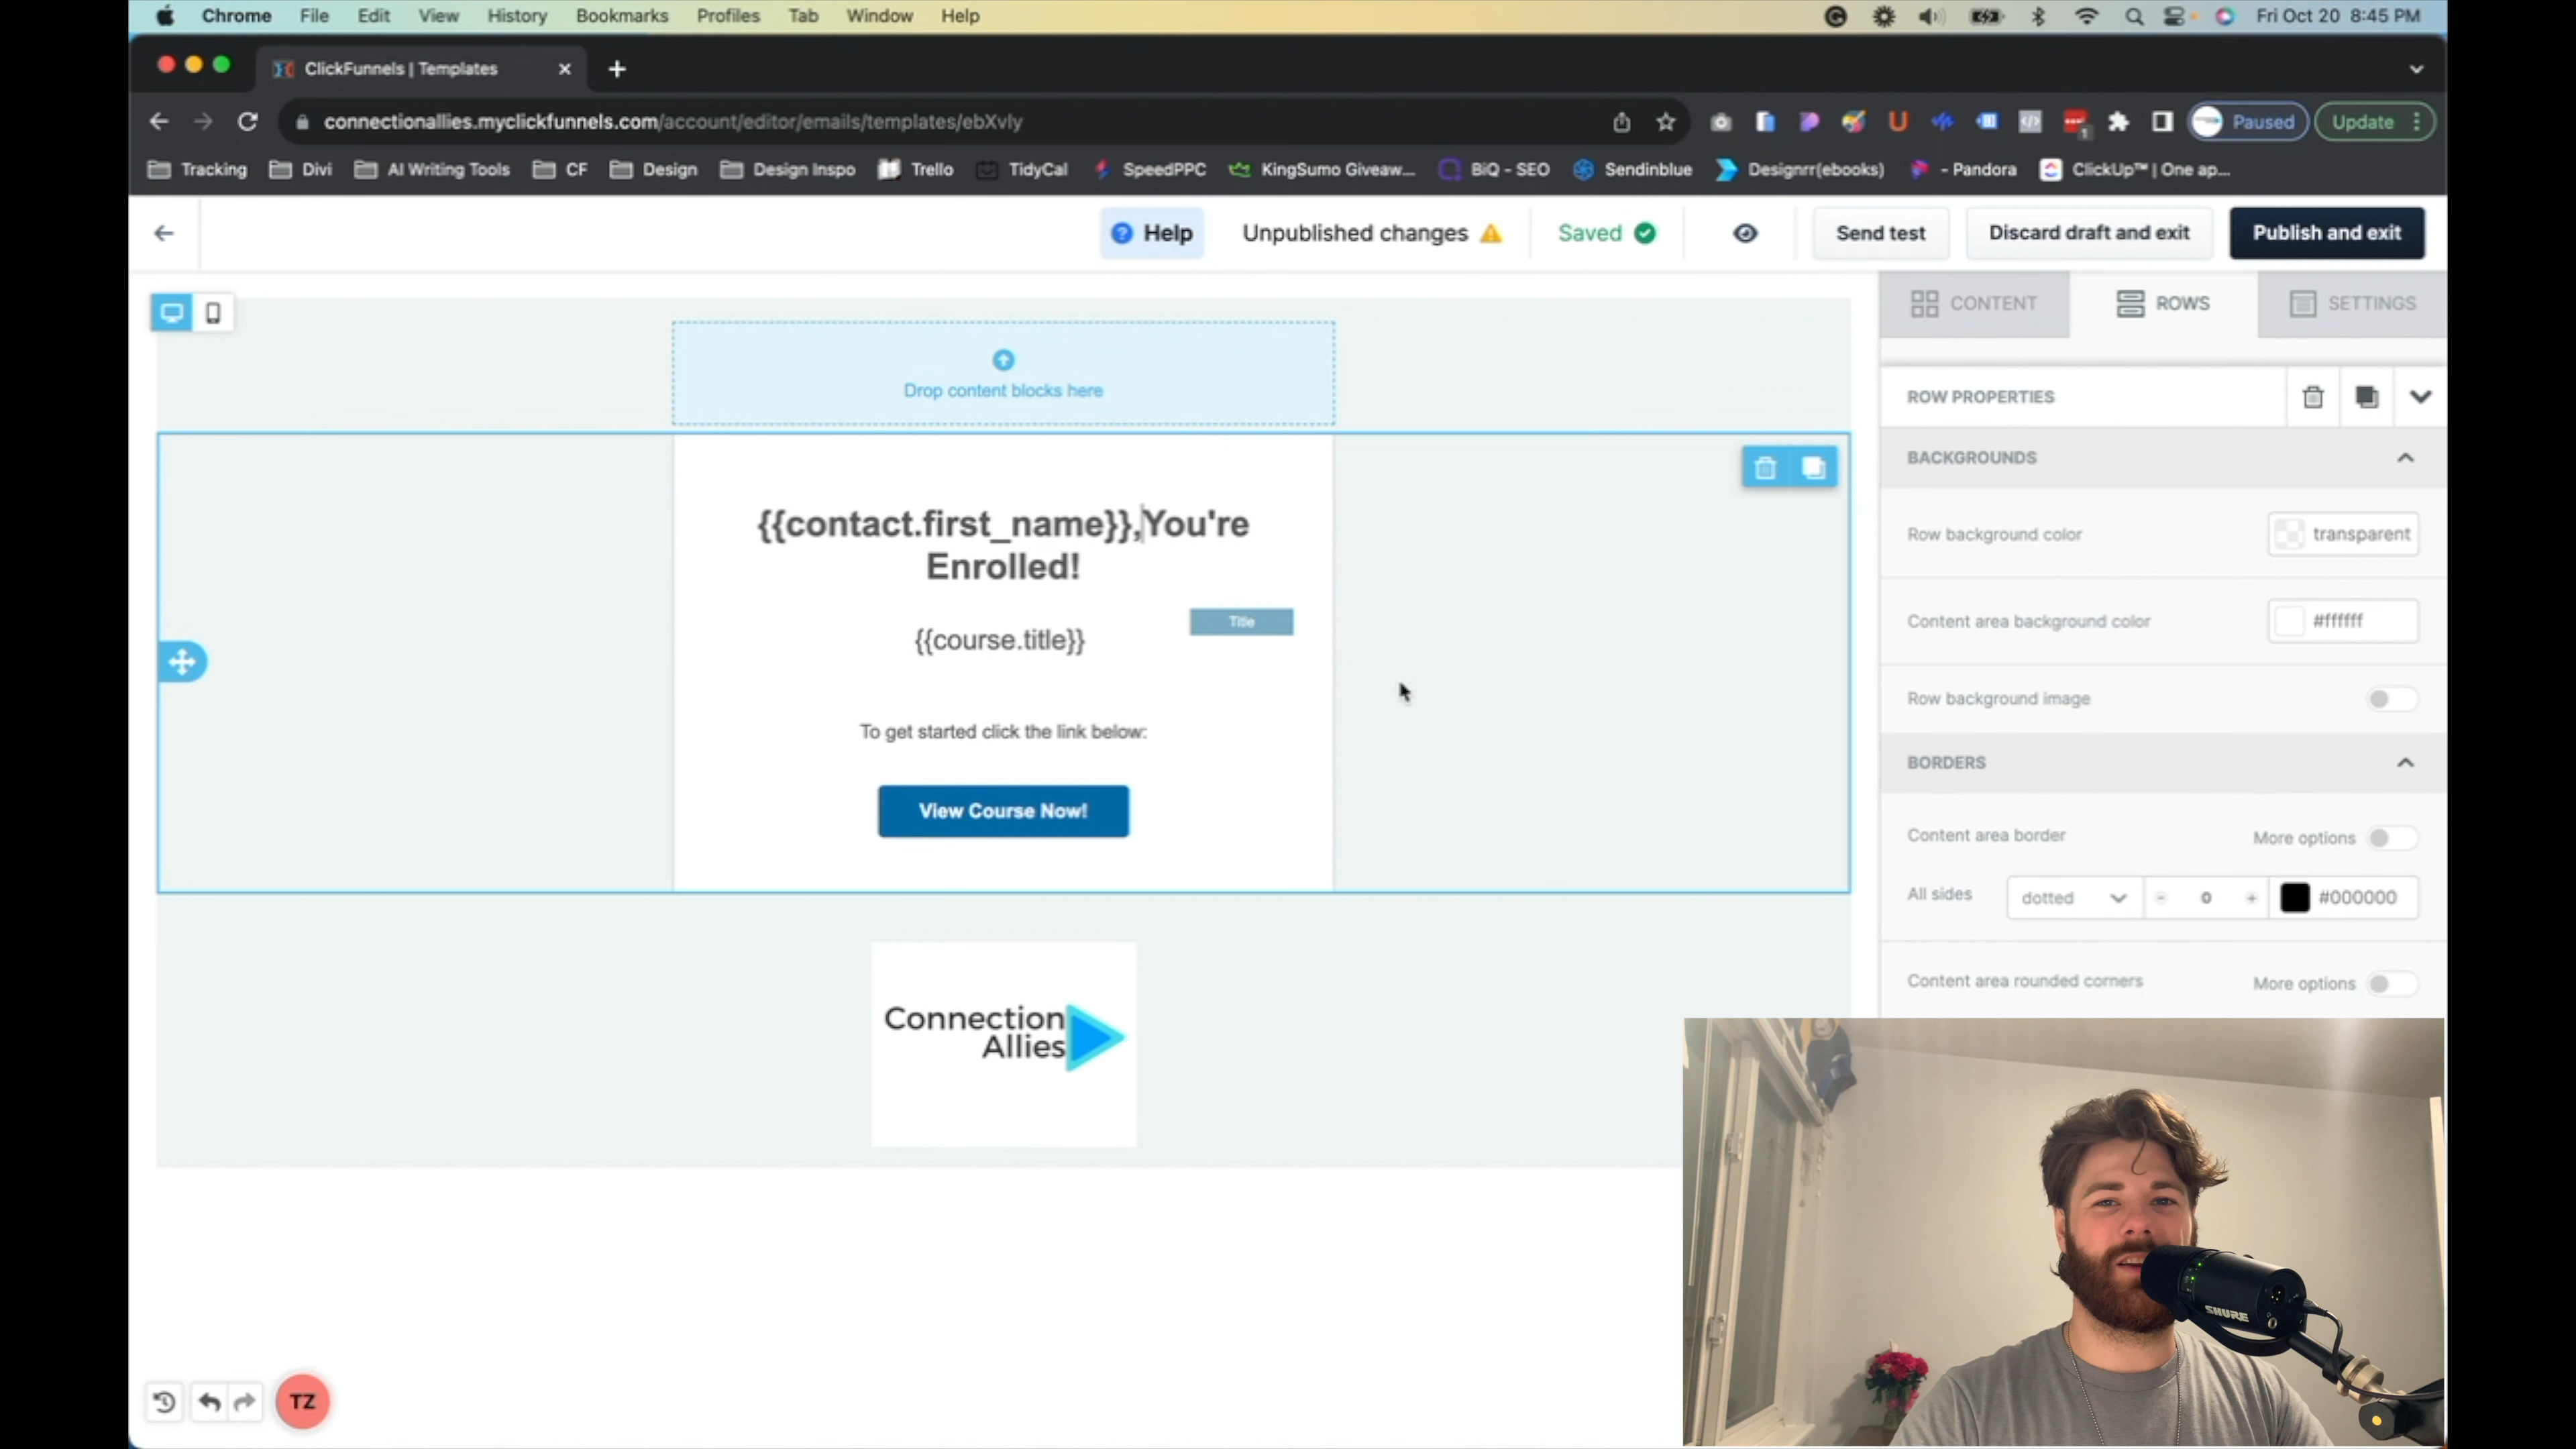 Chrome File Edit View History Bookmarks Profiles Tab Window Help Fri Oct 20 8:45 PM
ClickFunnels | Templates
connectionallies.myclickfunnels.com/account/editor/emails/templates/ebXvly
Paused
Update
Tracking Divi AI Writing Tools CF Design Design Inspo Trello TidyCal SpeedPPC KingSumo Giveaw... BiQ - SEO Sendinblue Designrr(ebooks) - Pandora ClickUp™ | One ap...
Help Unpublished changes Saved Send test Discard draft and exit Publish and exit
CONTENT ROWS SETTINGS
Drop content blocks here
ROW PROPERTIES
BACKGROUNDS
{{contact.first_name}},You're
Enrolled!
Row background color transparent
Title
{{course.title}}
Content area background color #ffffff
Row background image
To get started click the link below:
BORDERS
View Course Now!
Content area border More options
All sides dotted 0 #000000
Content area rounded corners More options
Connection
Allies
SHURE
TZ